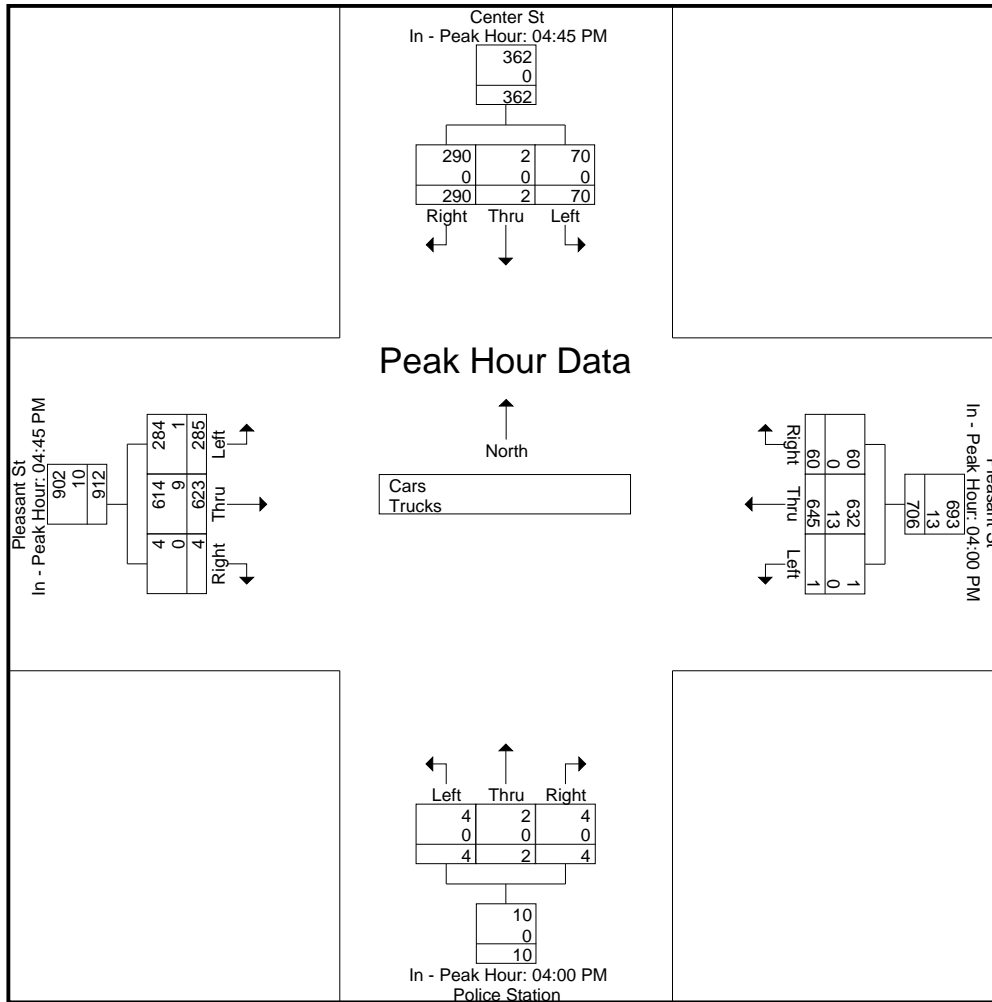 Center St
In - Peak Hour: 04:45 PM
362
0
362
290 2 70
0 0 0
290 2 70
Right Thru Left
Peak Hour Data
North
Cars
Trucks
Pleasant St
In - Peak Hour: 04:45 PM
902
10
912
284 1 285
Left
614 9 623
Thru
4 0 4
Right
Pleasant St
In - Peak Hour: 04:00 PM
693
13
706
Right
60 0 60
Thru
645 13 632
Left
1 0 1
Left Thru Right
4 2 4
0 0 0
4 2 4
10
0
10
In - Peak Hour: 04:00 PM
Police Station